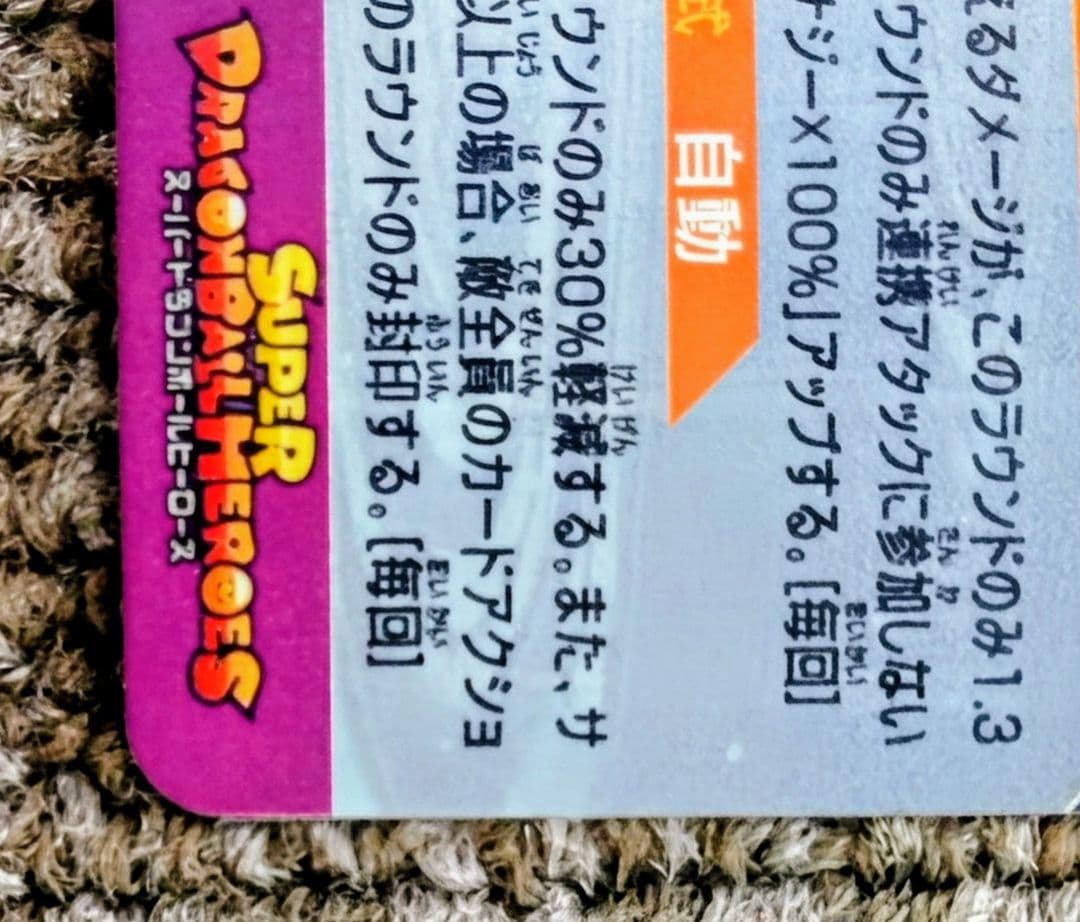 えるダメージが、このラウンドのみ1.3
ウンドのみ連携アタックに参加しない
ナジー×100%」アップする。[毎回]
自動
ウンドのみ30%軽減する。また、サ
以上の場合、敵全員のカードアクショ
のラウンドのみ封印する。[毎回]
SUPER
DRAGONBALL HEROES
スーパードラゴンボールヒーローズ